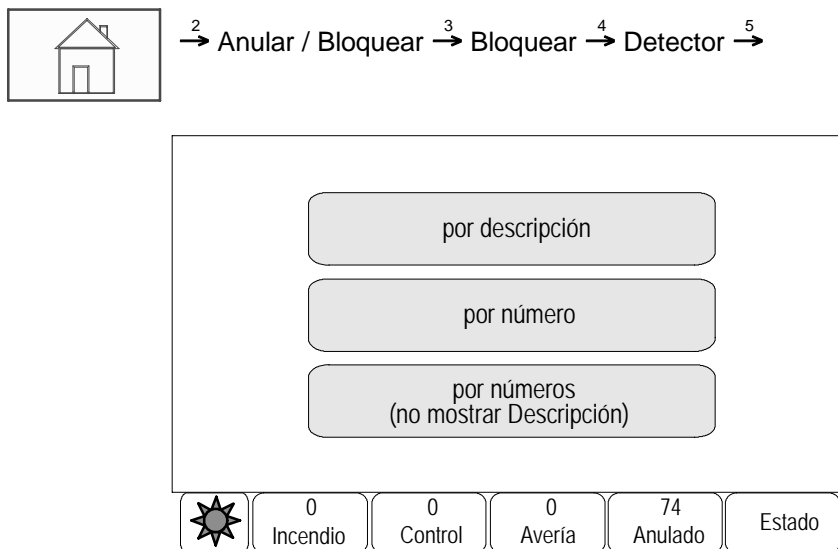 2 → Anular / Bloquear 3 → Bloquear 4 → Detector 5 →
por descripción
por número
por números
(no mostrar Descripción)
0 0 0 74
Incendio Control Avería Anulado Estado